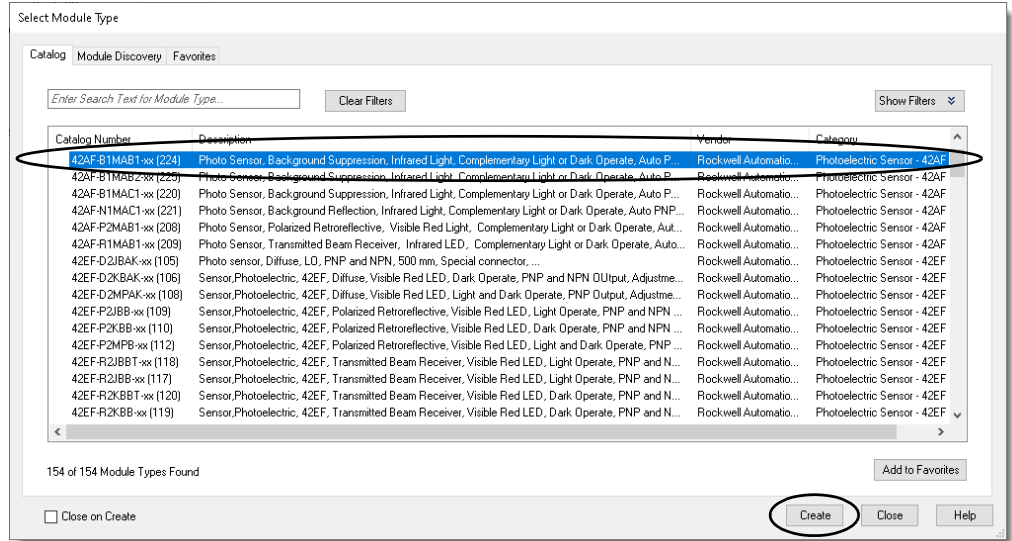 Select Module Type
Catalog Module Discovery Favorites
Enter Search Text for Module Type... Clear Filters Show Filters
Catalog Number Description Vendor Category
42AF-B1MAB1-xx (224) Photo Sensor, Background Suppression, Infrared Light, Complementary Light or Dark Operate, Auto P... Rockwell Automatio... Photoelectric Sensor - 42AF
42AF-B1MAB2-xx (225) Photo Sensor, Background Suppression, Infrared Light, Complementary Light or Dark Operate, Auto P... Rockwell Automatio... Photoelectric Sensor - 42AF
42AF-B1MAC1-xx (220) Photo Sensor, Background Suppression, Infrared Light, Complementary Light or Dark Operate, Auto P... Rockwell Automatio... Photoelectric Sensor - 42AF
42AF-N1MAC1-xx (221) Photo Sensor, Background Reflection, Infrared Light, Complementary Light or Dark Operate, Auto PNP... Rockwell Automatio... Photoelectric Sensor - 42AF
42AF-P2MAB1-xx (208) Photo Sensor, Polarized Retroreflective, Visible Red Light, Complementary Light or Dark Operate, Aut... Rockwell Automatio... Photoelectric Sensor - 42AF
42AF-R1MAB1-xx (209) Photo Sensor, Transmitted Beam Receiver, Infrared LED, Complementary Light or Dark Operate, Auto... Rockwell Automatio... Photoelectric Sensor - 42AF
42EF-D2JBAK-xx (105) Photo sensor, Diffuse, LO, PNP and NPN, 500 mm, Special connector, ... Rockwell Automatio... Photoelectric Sensor - 42EF
42EF-D2KBAK-xx (106) Sensor,Photoelectric, 42EF, Diffuse, Visible Red LED, Dark Operate, PNP and NPN OUtput, Adjustme... Rockwell Automatio... Photoelectric Sensor - 42EF
42EF-D2MPAK-xx (108) Sensor,Photoelectric, 42EF, Diffuse, Visible Red LED, Light and Dark Operate, PNP Output, Adjustme... Rockwell Automatio... Photoelectric Sensor - 42EF
42EF-P2JBB-xx (109) Sensor,Photoelectric, 42EF, Polarized Retroreflective, Visible Red LED, Light Operate, PNP and NPN ... Rockwell Automatio... Photoelectric Sensor - 42EF
42EF-P2KBB-xx (110) Sensor,Photoelectric, 42EF, Polarized Retroreflective, Visible Red LED, Dark Operate, PNP and NPN ... Rockwell Automatio... Photoelectric Sensor - 42EF
42EF-P2MPB-xx (112) Sensor,Photoelectric, 42EF, Polarized Retroreflective, Visible Red LED, Light and Dark Operate, PNP ... Rockwell Automatio... Photoelectric Sensor - 42EF
42EF-R2JBBT-xx (118) Sensor,Photoelectric, 42EF, Transmitted Beam Receiver, Visible Red LED, Light Operate, PNP and N... Rockwell Automatio... Photoelectric Sensor - 42EF
42EF-R2JBB-xx (117) Sensor,Photoelectric, 42EF, Transmitted Beam Receiver, Visible Red LED, Light Operate, PNP and N... Rockwell Automatio... Photoelectric Sensor - 42EF
42EF-R2KBBT-xx (120) Sensor,Photoelectric, 42EF, Transmitted Beam Receiver, Visible Red LED, Dark Operate, PNP and N... Rockwell Automatio... Photoelectric Sensor - 42EF
42EF-R2KBB-xx (119) Sensor,Photoelectric, 42EF, Transmitted Beam Receiver, Visible Red LED, Dark Operate, PNP and N... Rockwell Automatio... Photoelectric Sensor - 42EF
154 of 154 Module Types Found Add to Favorites
Close on Create Create Close Help